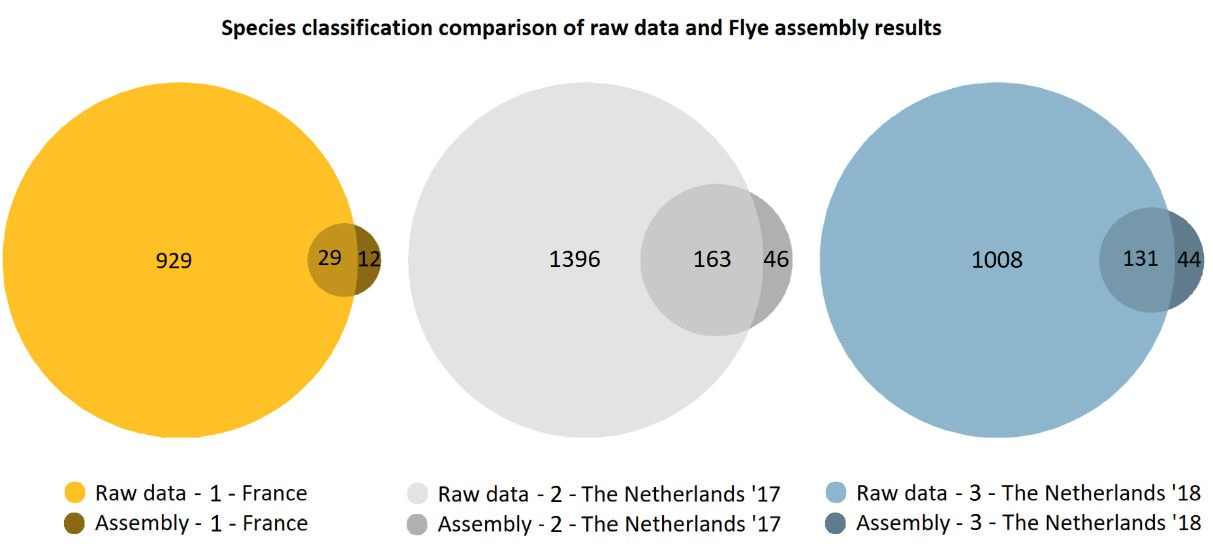 Species classification comparison of raw data and Flye assembly results
929 29 12 1396 163 46 1008 131 44
Raw data - 1 - France
Assembly - 1 - France
Raw data - 2 - The Netherlands '17
Assembly - 2 - The Netherlands '17
Raw data - 3 - The Netherlands '18
Assembly - 3 - The Netherlands '18